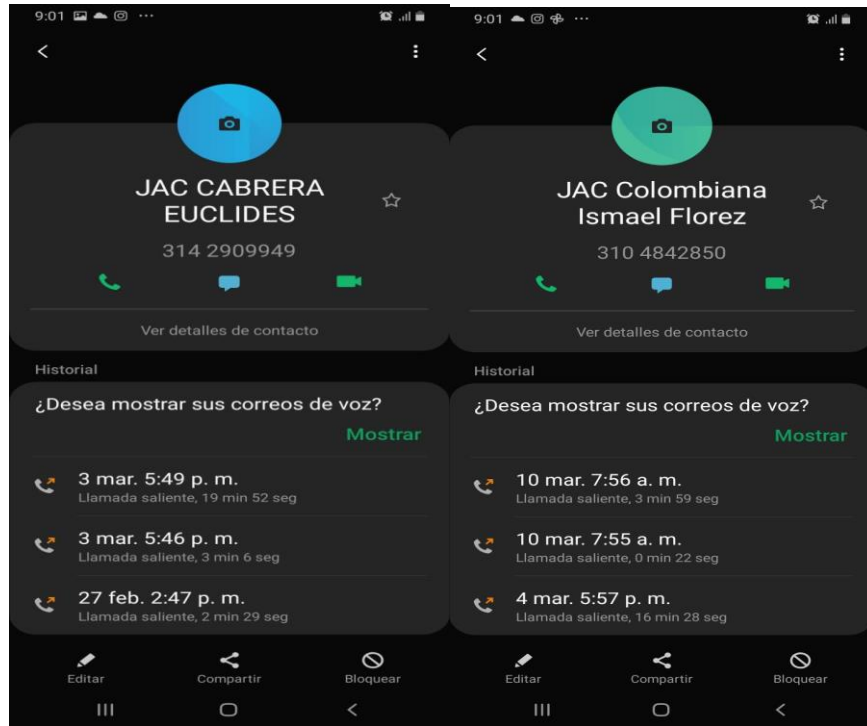 9:01 ...
JAC CABRERA
EUCLIDES
314 2909949
Ver detalles de contacto
Historial
¿Desea mostrar sus correos de voz?
Mostrar
3 mar. 5:49 p. m.
Llamada saliente, 19 min 52 seg
3 mar. 5:46 p. m.
Llamada saliente, 3 min 6 seg
27 feb. 2:47 p. m.
Llamada saliente, 2 min 29 seg
Editar Compartir Bloquear
9:01 ...
JAC Colombiana
Ismael Florez
310 4842850
Ver detalles de contacto
Historial
¿Desea mostrar sus correos de voz?
Mostrar
10 mar. 7:56 a. m.
Llamada saliente, 3 min 59 seg
10 mar. 7:55 a. m.
Llamada saliente, 0 min 22 seg
4 mar. 5:57 p. m.
Llamada saliente, 16 min 28 seg
Editar Compartir Bloquear